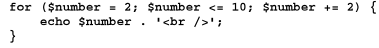 for ($number = 2; $number <= 10; $number += 2) {
    echo $number . '<br />';
}